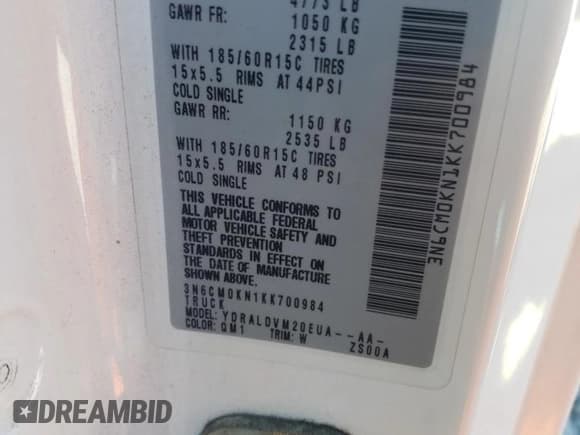 4773 LB
GAWR FR: 1050 KG
2315 LB
WITH 185/60R15C TIRES
15x5.5 RIMS AT 44PSI
COLD SINGLE
GAWR RR: 1150 KG
2535 LB
WITH 185/60R15C TIRES
15x5.5 RIMS AT 48 PSI
COLD SINGLE
THIS VEHICLE CONFORMS TO
ALL APPLICABLE FEDERAL
MOTOR VEHICLE SAFETY AND
THEFT PREVENTION
STANDARDS IN EFFECT ON
THE DATE OF MANUFACTURE
SHOWN ABOVE.
3N6CM0KN1KK700984
TRUCK
MODEL: YDRALDVM20EUA--AA-
COLOR: QM1 TRIM: W ZS00A
3N6CM0KN1KK700984
DREAMBID